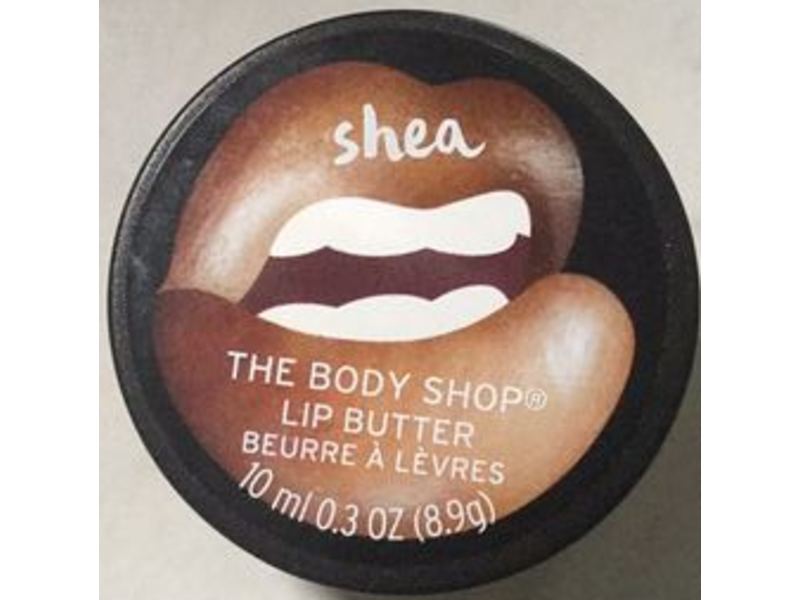 shea
THE BODY SHOP®
LIP BUTTER
BEURRE À LÈVRES
10 ml 0.3 OZ (8.9g)